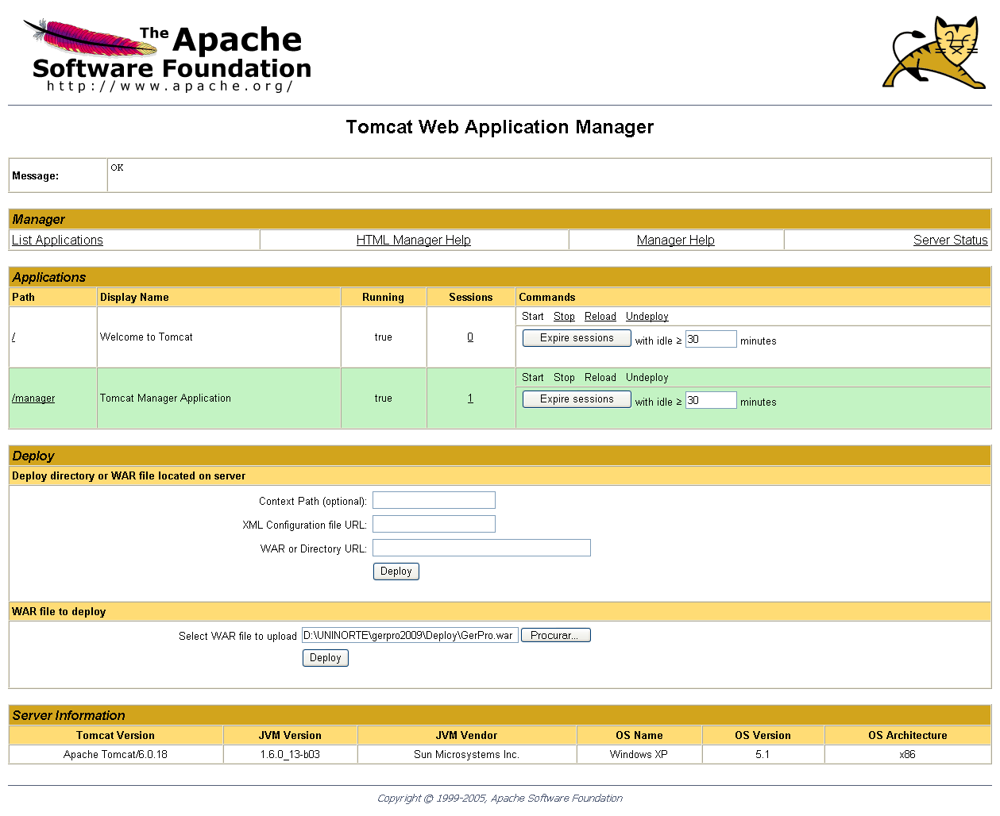 The Apache
Software Foundation
http://www.apache.org/
Tomcat Web Application Manager
Message: OK
Manager
List Applications HTML Manager Help Manager Help Server Status
Applications
Path Display Name Running Sessions Commands
/ Welcome to Tomcat true 0 Start Stop Reload Undeploy
Expire sessions with idle ≥ 30 minutes
/manager Tomcat Manager Application true 1 Start Stop Reload Undeploy
Expire sessions with idle ≥ 30 minutes
Deploy
Deploy directory or WAR file located on server
Context Path (optional):
XML Configuration file URL:
WAR or Directory URL:
Deploy
WAR file to deploy
Select WAR file to upload D:\UNINORTE\gerpro2009\Deploy\GerPro.war Procurar...
Deploy
Server Information
Tomcat Version JVM Version JVM Vendor OS Name OS Version OS Architecture
Apache Tomcat/6.0.18 1.6.0_13-b03 Sun Microsystems Inc. Windows XP 5.1 x86
Copyright © 1999-2005, Apache Software Foundation